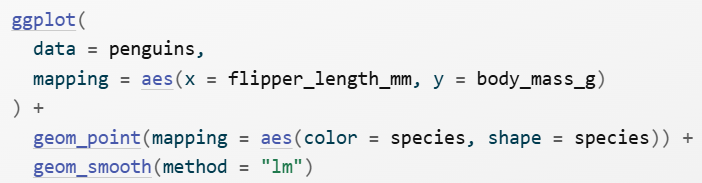 ggplot(
  data = penguins,
  mapping = aes(x = flipper_length_mm, y = body_mass_g)
) +
  geom_point(mapping = aes(color = species, shape = species)) +
  geom_smooth(method = "lm")